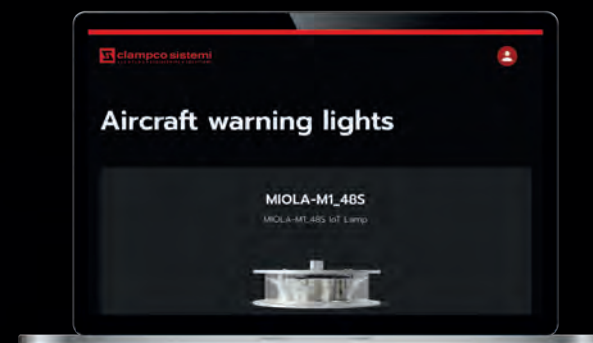 clampco sistemi
Aircraft warning lights
MIOLA-M1_48S
MIOLA-M1_48S IoT Lamp